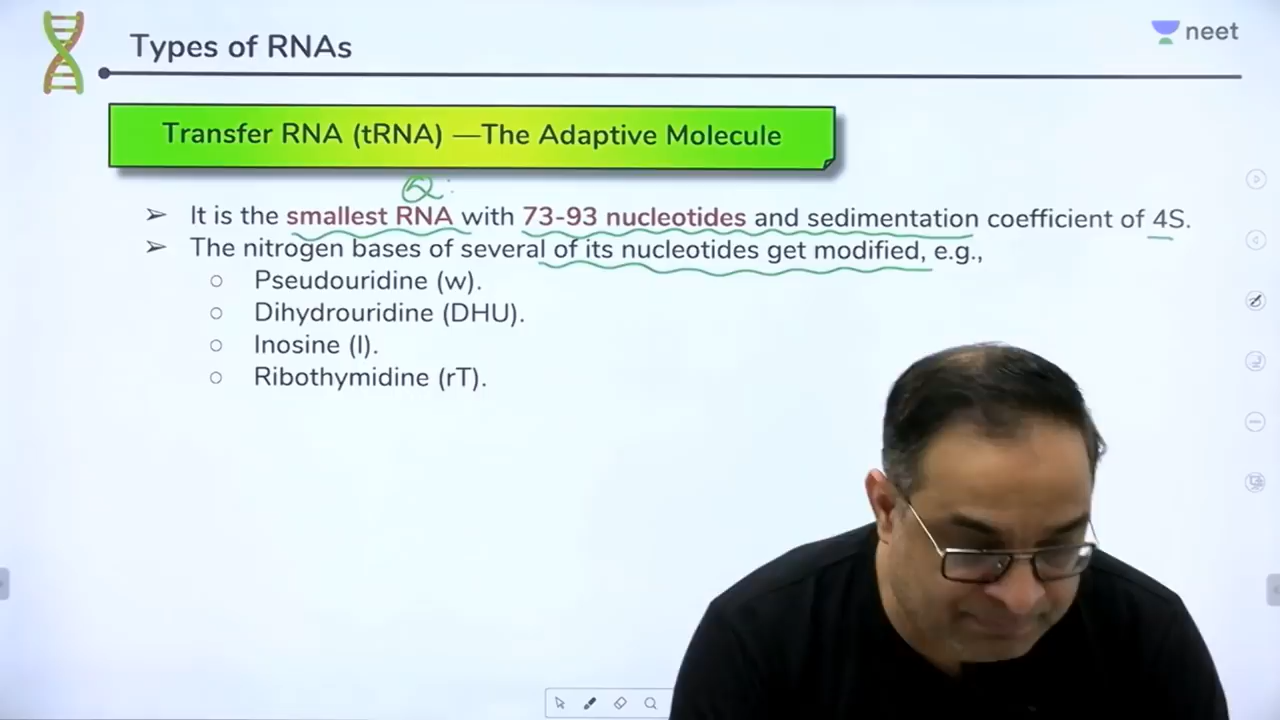 Types of RNAs
neet
Transfer RNA (tRNA) —The Adaptive Molecule
Q:
➢ It is the smallest RNA with 73-93 nucleotides and sedimentation coefficient of 4S.
➢ The nitrogen bases of several of its nucleotides get modified, e.g.,
○ Pseudouridine (w).
○ Dihydrouridine (DHU).
○ Inosine (I).
○ Ribothymidine (rT).